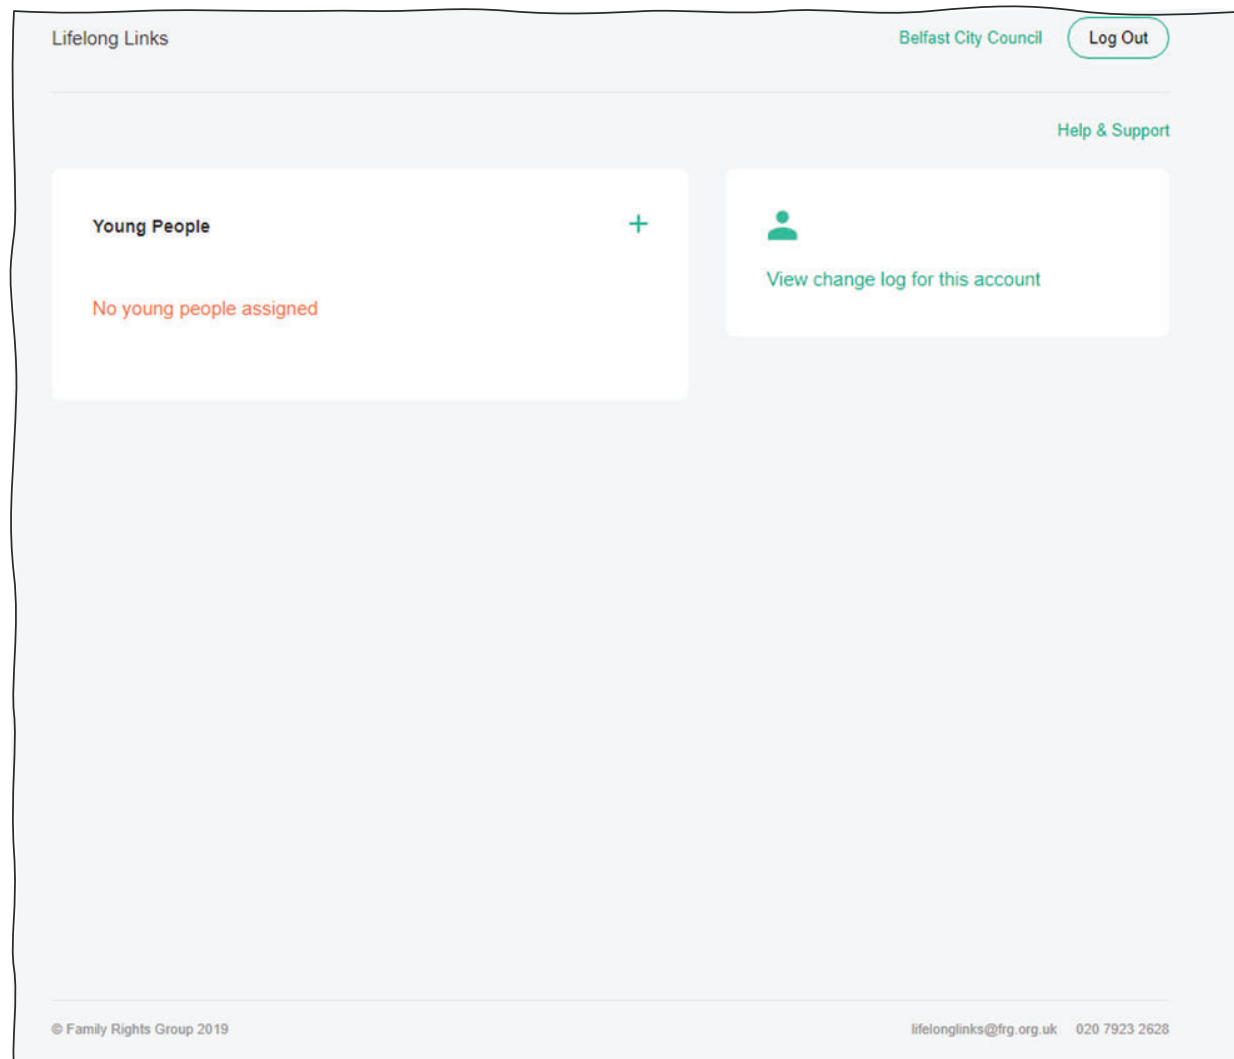 Lifelong Links
Belfast City Council
Log Out
Help & Support
Young People
+
No young people assigned
View change log for this account
© Family Rights Group 2019
lifelonglinks@frg.org.uk 020 7923 2628